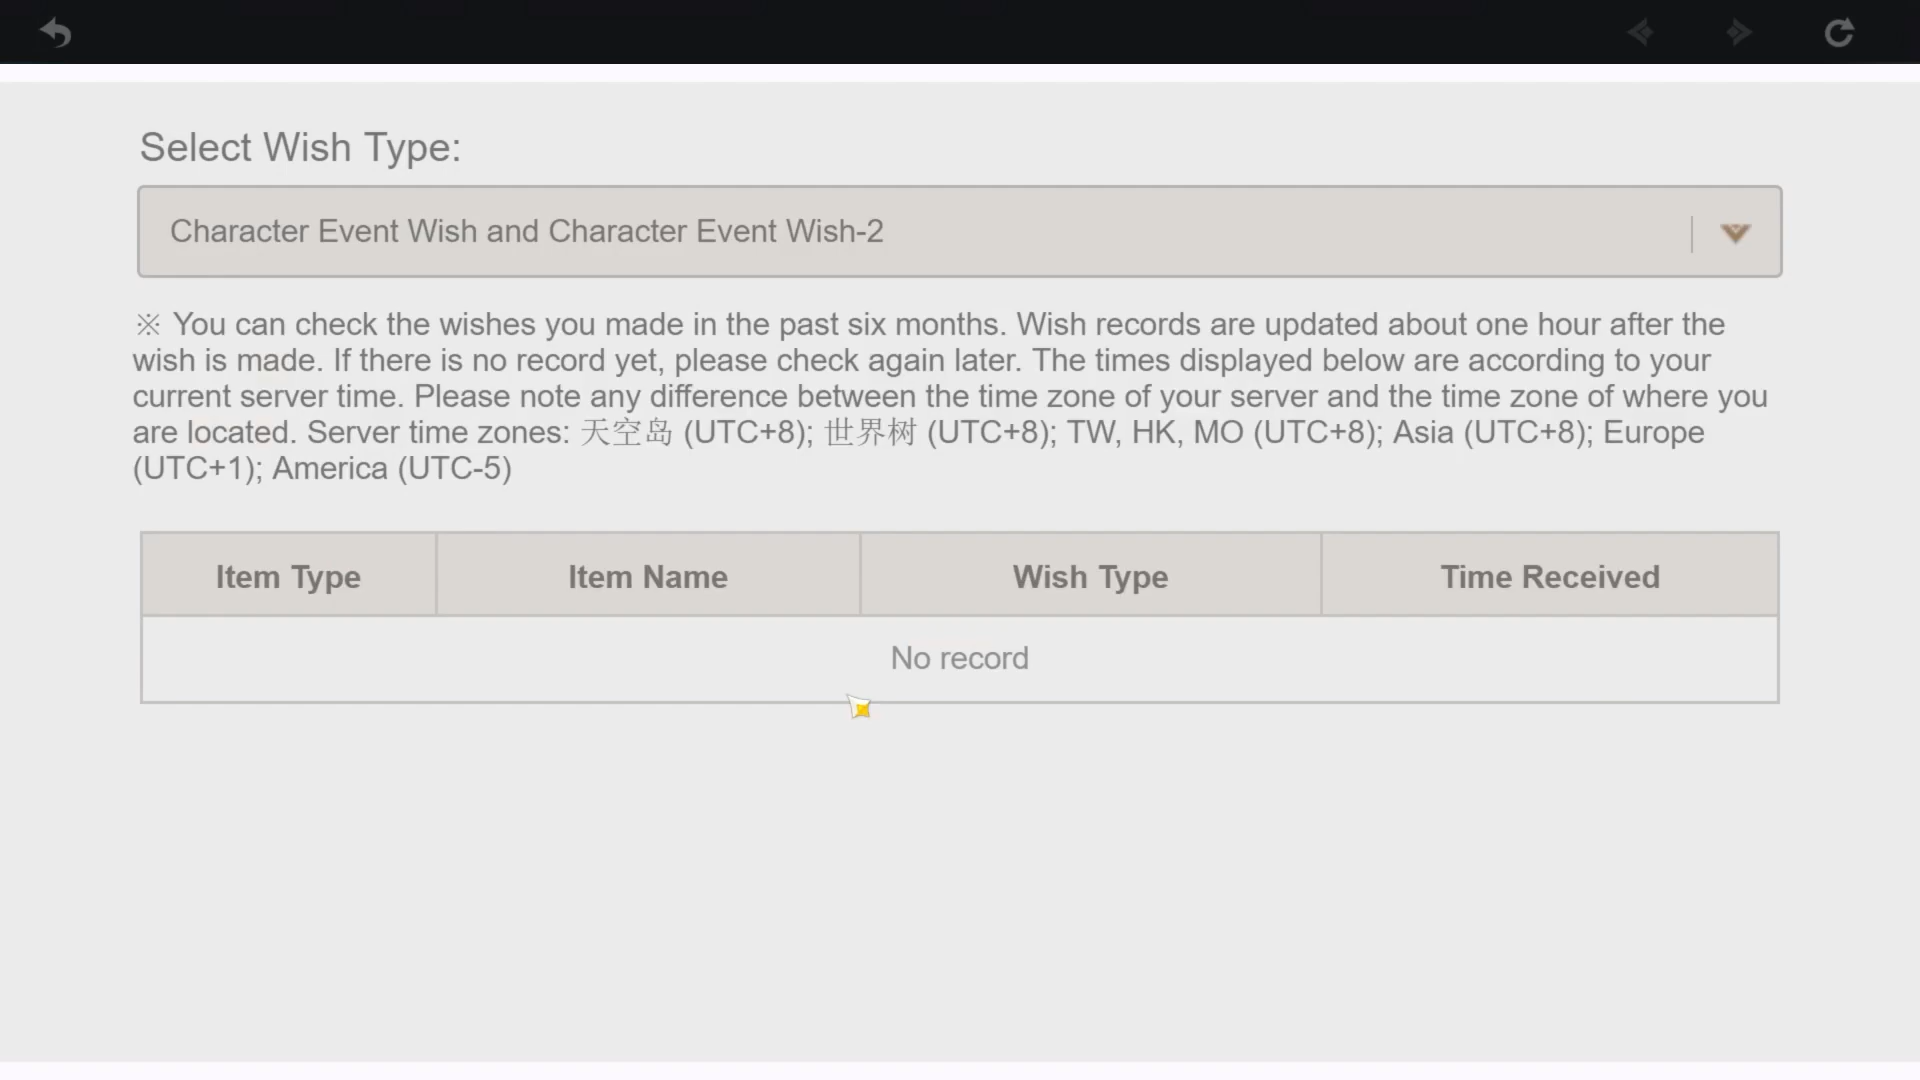 Select Wish Type:
Character Event Wish and Character Event Wish-2
※ You can check the wishes you made in the past six months. Wish records are updated about one hour after the
wish is made. If there is no record yet, please check again later. The times displayed below are according to your
current server time. Please note any difference between the time zone of your server and the time zone of where you
are located. Server time zones: 天空岛 (UTC+8); 世界树 (UTC+8); TW, HK, MO (UTC+8); Asia (UTC+8); Europe
(UTC+1); America (UTC-5)
Item Type Item Name Wish Type Time Received
No record